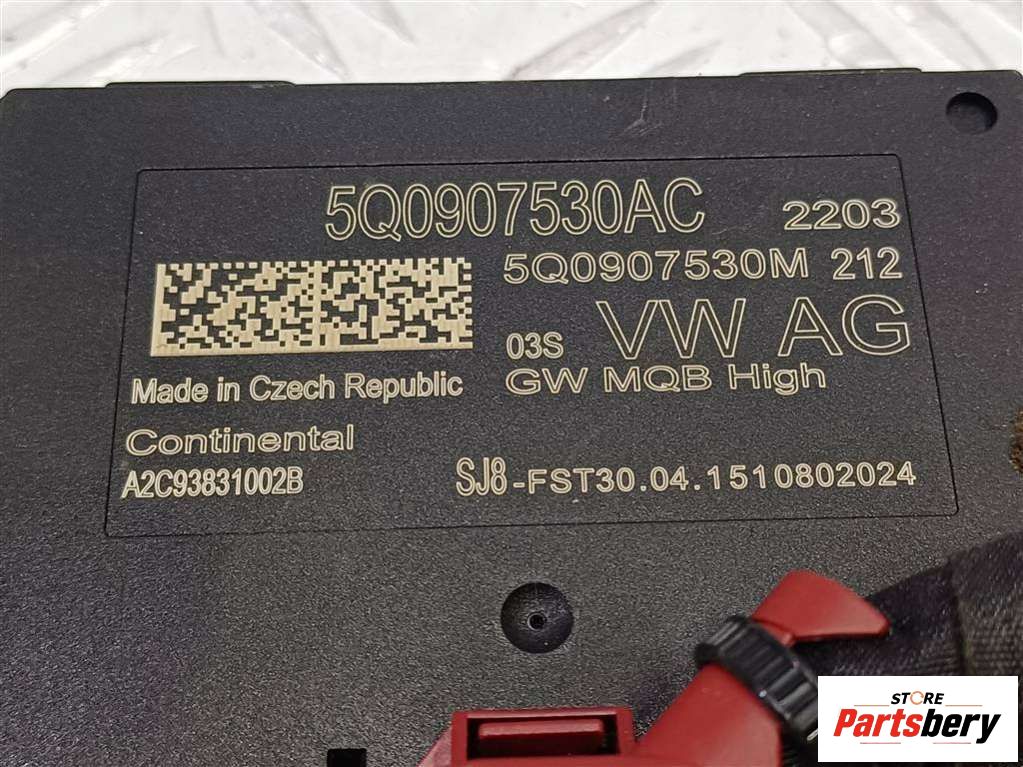 5Q0907530AC 2203
5Q0907530M 212
03S VW AG
Made in Czech Republic GW MQB High
Continental
A2C93831002B SJ8-FST30.04.1510802024
STORE
Partsbery